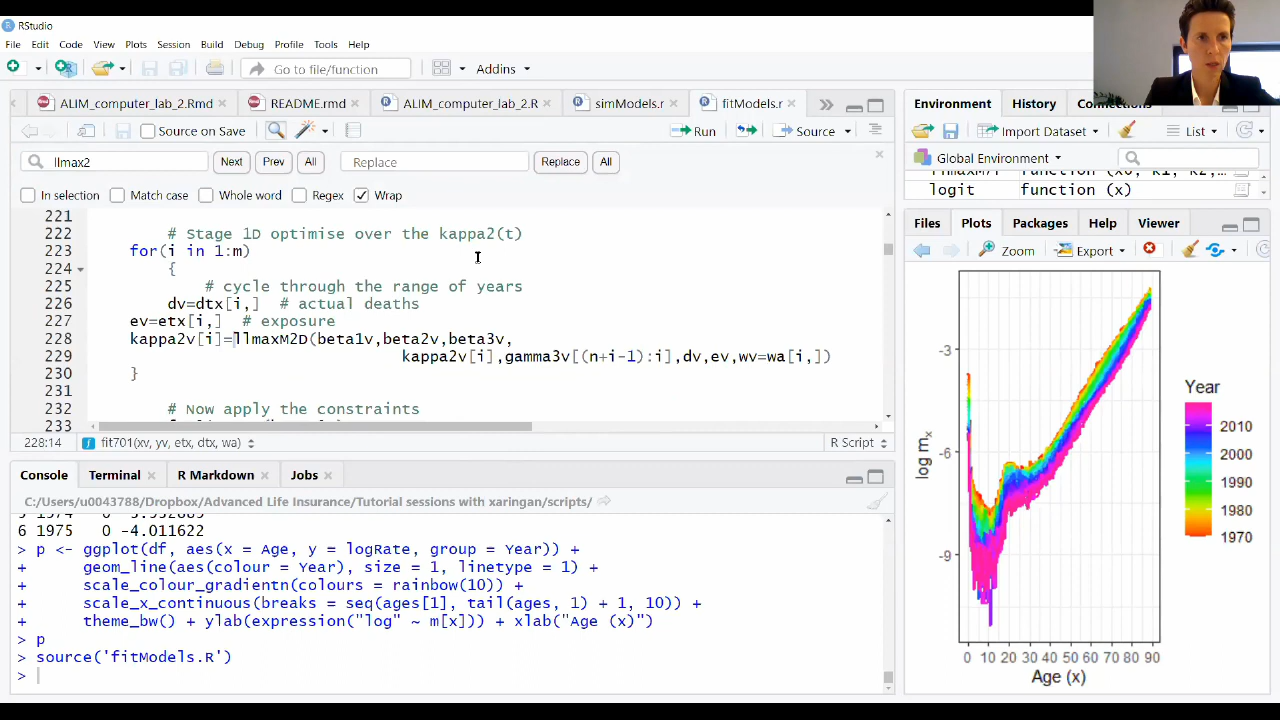 RStudio
File Edit Code View Plots Session Build Debug Profile Tools Help
Go to file/function Addins
ALIM_computer_lab_2.Rmd README.rmd ALIM_computer_lab_2.R simModels.r fitModels.r
Source on Save Run Source
llmax2 Next Prev All Replace Replace All
In selection Match case Whole word Regex Wrap
221
222 # Stage 1D optimise over the kappa2(t)
223 for(i in 1:m)
224 {
225 # cycle through the range of years
226 dv=dtx[i,] # actual deaths
227 ev=etx[i,] # exposure
228 kappa2v[i]=llmaxM2D(beta1v,beta2v,beta3v,
229 kappa2v[i],gamma3v[(n+i-1):i],dv,ev,wv=wa[i,])
230 }
231
232 # Now apply the constraints
233
228:14 fit701(xv, yv, etx, dtx, wa) R Script
Console Terminal R Markdown Jobs
C:/Users/u0043788/Dropbox/Advanced Life Insurance/Tutorial sessions with xaringan/scripts/
6 1975 0 -4.011622
> p <- ggplot(df, aes(x = Age, y = logRate, group = Year)) +
+ geom_line(aes(colour = Year), size = 1, linetype = 1) +
+ scale_colour_gradientn(colours = rainbow(10)) +
+ scale_x_continuous(breaks = seq(ages[1], tail(ages, 1) + 1, 10)) +
+ theme_bw() + ylab(expression("log" ~ m[x])) + xlab("Age (x)")
> p
> source('fitModels.R')
>
Environment History Connections
Import Dataset List
Global Environment
logit function (x)
Files Plots Packages Help Viewer
Zoom Export
-3
-6
-9
log mx
0 10 20 30 40 50 60 70 80 90
Age (x)
Year
2010
2000
1990
1980
1970